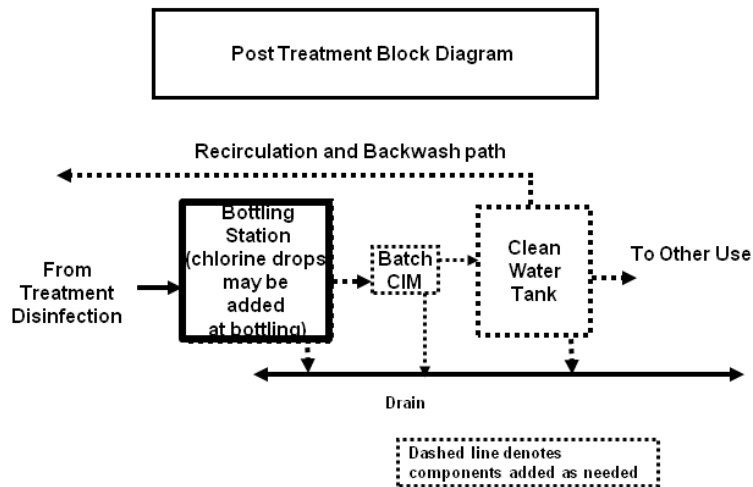 Post Treatment Block Diagram
Recirculation and Backwash path
From
Treatment
Disinfection
Bottling
Station
(chlorine drops
may be
added
at bottling)
Batch
CIM
Clean
Water
Tank
To Other Use
Drain
Dashed line denotes
components added as needed